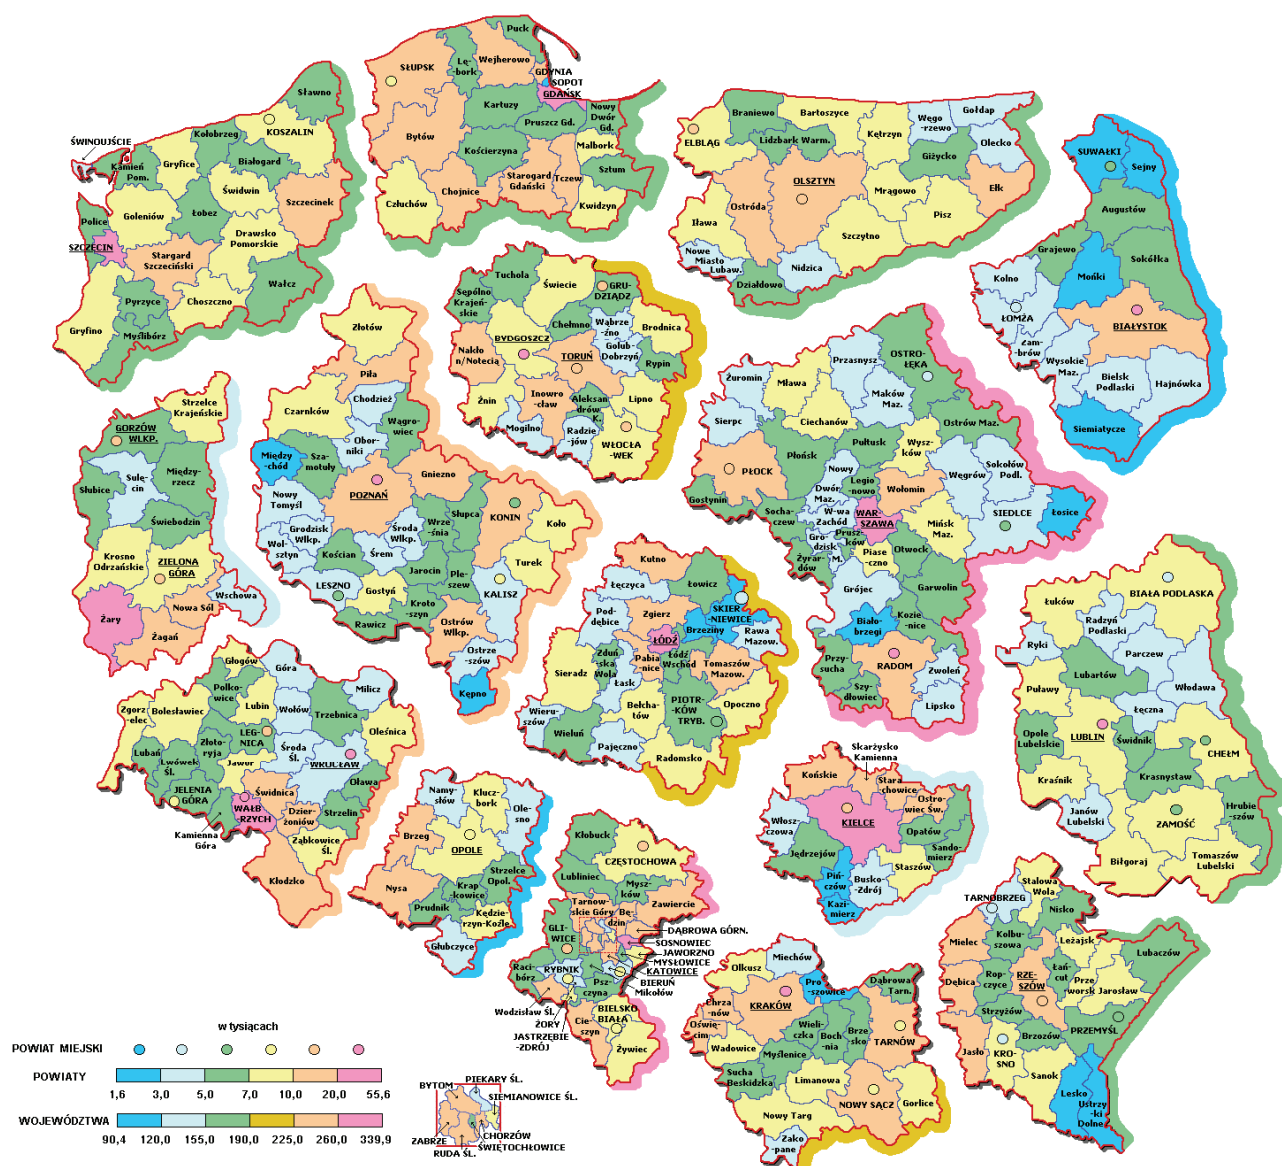 Sławno
KOSZALIN
ŚWINOUJŚCIE
Kołobrzeg
Kamień
Pom.
Gryfice
Białogard
Świdwin
Szczecinek
Goleniów
Łobez
Police
SZCZECIN
Drawsko
Pomorskie
Stargard
Szczeciński
Wałcz
Choszczno
Pyrzyce
Gryfino
Myślibórz
Puck
SŁUPSK
Lę-
bork
Wejherowo
GDYNIA
SOPOT
GDAŃSK
Kartuzy
Nowy
Dwór
Gd.
Pruszcz Gd.
Bytów
Kościerzyna
Malbork
Sztum
Starogard
Gdański
Tczew
Chojnice
Człuchów
Kwidzyn
Braniewo
Bartoszyce
Węgo
-rzewo
Gołdap
ELBLĄG
Kętrzyn
Lidzbark Warm.
Olecko
Giżycko
OLSZTYN
Ełk
Mrągowo
Ostróda
Pisz
Iława
Szczytno
Nowe
Miasto
Lubaw.
Nidzica
Działdowo
SUWAŁKI
Sejny
Augustów
Grajewo
Sokółka
Mońki
Kolno
ŁOMŻA
BIAŁYSTOK
Zam-
brów
Wysokie
Maz.
Bielsk
Podlaski
Hajnówka
Siemiatycze
Tuchola
Sępólno
Krajeń-
skie
Świecie
GRU-
DZIĄDZ
Chełmno
Wąbrze
-źno
Brodnica
BYDGOSZCZ
Golub-
Dobrzyń
Nakło
n/Notecią
TORUŃ
Rypin
Inowro
-cław
Aleksan-
drów
K.
Lipno
Żnin
Mogilno
Radzie-
jów
WŁOCŁA
-WEK
Złotów
Piła
Chodzież
Czarnków
Wągro-
wiec
Obor-
niki
Między
-chód
Sza-
motuły
Gniezno
POZNAŃ
Nowy
Tomyśl
Słupca
KONIN
Koło
Grodzisk
Wlkp.
Środa
Wlkp.
Wrze
-śnia
Wol-
sztyn
Kościan
Śrem
Turek
Jarocin
Ple-
szew
LESZNO
Gostyń
KALISZ
Rawicz
Kroto-
szyn
Ostrów
Wlkp.
Ostrze-
szów
Kępno
Strzelce
Krajeńskie
GORZÓW
WLKP.
Sulę-
cin
Między-
rzecz
Słubice
Świebodzin
Krosno
Odrzańskie
ZIELONA
GÓRA
Wschowa
Nowa Sól
Żary
Żagań
OSTRO-
ŁĘKA
Przasnysz
Żuromin
Mława
Maków
Maz.
Sierpc
Ciechanów
Ostrów Maz.
Pułtusk
Wysz-
ków
PŁOCK
Płońsk
Sokołów
Podl.
Węgrów
Nowy
Dwór
Maz.
Legio-
nowo
Wołomin
Gostynin
Socha-
czew
W-wa
Zachód
WAR-
SZAWA
SIEDLCE
Łosice
Mińsk
Maz.
Gro-
dzisk
M.
Prusz-
ków
Żyrar-
dów
Piase
-czno
Otwock
Garwolin
Grójec
Biało-
brzegi
Kozie-
nice
Przy-
sucha
RADOM
Zwoleń
Szy-
dłowiec
Lipsko
Kutno
Łęczyca
Łowicz
SKIER
-NIEWICE
Pod-
dębice
Zgierz
Brzeziny
Rawa
Mazow.
ŁÓDŹ
Zduń-
ska
Wola
Pabia-
nice
Łódź
Wschód
Sieradz
Tomaszów
Mazow.
Łask
PIOTR-
KÓW
TRYB.
Wieru-
szów
Bełcha-
tów
Opoczno
Wieluń
Pajęczno
Radomsko
Głogów
Góra
Milicz
Polko-
wice
Lubin
Wołów
Trzebnica
Zgorz
-elec
Bolesławiec
Oleśnica
Złoto-
ryja
LEG-
NICA
Środa
Śl.
WROCŁAW
Lubań
Lwówek
Śl.
Jawor
Oława
JELENIA
GÓRA
Świdnica
WAŁB
-RZYCH
Dzier-
żoniów
Strzelin
Kamienna
Góra
Ząbkowice
Śl.
Kłodzko
Namy-
słów
Klucz-
bork
Ole-
sno
Brzeg
OPOLE
Strzelce
Opol.
Nysa
Krap
-kowice
Prudnik
Kędzie-
rzyn-Koźle
Głubczyce
Kłobuck
CZĘSTOCHOWA
Lubliniec
Mysz-
ków
Tarnow-
skie Góry
Bę-
dzin
Zawiercie
DĄBROWA GÓRN.
SOSNOWIEC
JAWORZNO
MYSŁOWICE
KATOWICE
BIERUŃ
Mikołów
GLI-
WICE
Raci-
bórz
RYBNIK
Psz-
czyna
Wodzisław Śl.
ŻORY
JASTRZĘBIE
-ZDRÓJ
Cie-
szyn
BIELSKO
BIAŁA
Żywiec
Skarżysko
Kamienna
Końskie
Stara
chowice
Ostro-
wiec Św.
KIELCE
Włosz-
czowa
Opatów
Sando-
mierz
Jędrzejów
Staszów
Piń-
czów
Busko-
Zdrój
Kazi-
mierz
BIAŁA PODLASKA
Łuków
Radzyń
Podlaski
Ryki
Parczew
Lubartów
Włodawa
Puławy
Łęczna
LUBLIN
Świdnik
CHEŁM
Opole
Lubelskie
Krasnystaw
Kraśnik
Hrubie-
szów
Janów
Lubelski
ZAMOŚĆ
Biłgoraj
Tomaszów
Lubelski
Stalowa
Wola
TARNOBRZEG
Nisko
Kolbu-
szowa
Mielec
Leżajsk
Lubaczów
Dębica
Rop-
czyce
RZE-
SZÓW
Łań-
cut
Prze
worsk
Jarosław
Strzyżów
PRZEMYŚL
Jasło
KRO-
SNO
Brzozów
Sanok
Lesko
Ustrzy-
ki
Dolne
Olkusz
Miechów
Pro-
szowice
Dąbrowa
Tarn.
Chrza-
nów
KRAKÓW
Oświę-
cim
Wieli-
czka
Boch-
nia
Brze-
sko
TARNÓW
Wadowice
Myślenice
Sucha
Beskidzka
Limanowa
NOWY SĄCZ
Gorlice
Nowy Targ
Zako-
pane
w tysiącach
POWIAT MIEJSKI
POWIATY
1,6 3,0 5,0 7,0 10,0 20,0 55,6
WOJEWÓDZTWA
90,4 120,0 155,0 190,0 225,0 260,0 339,9
PIEKARY ŚL.
BYTOM
SIEMIANOWICE ŚL.
CHORZÓW
ŚWIĘTOCHŁOWICE
ZABRZE
RUDA ŚL.